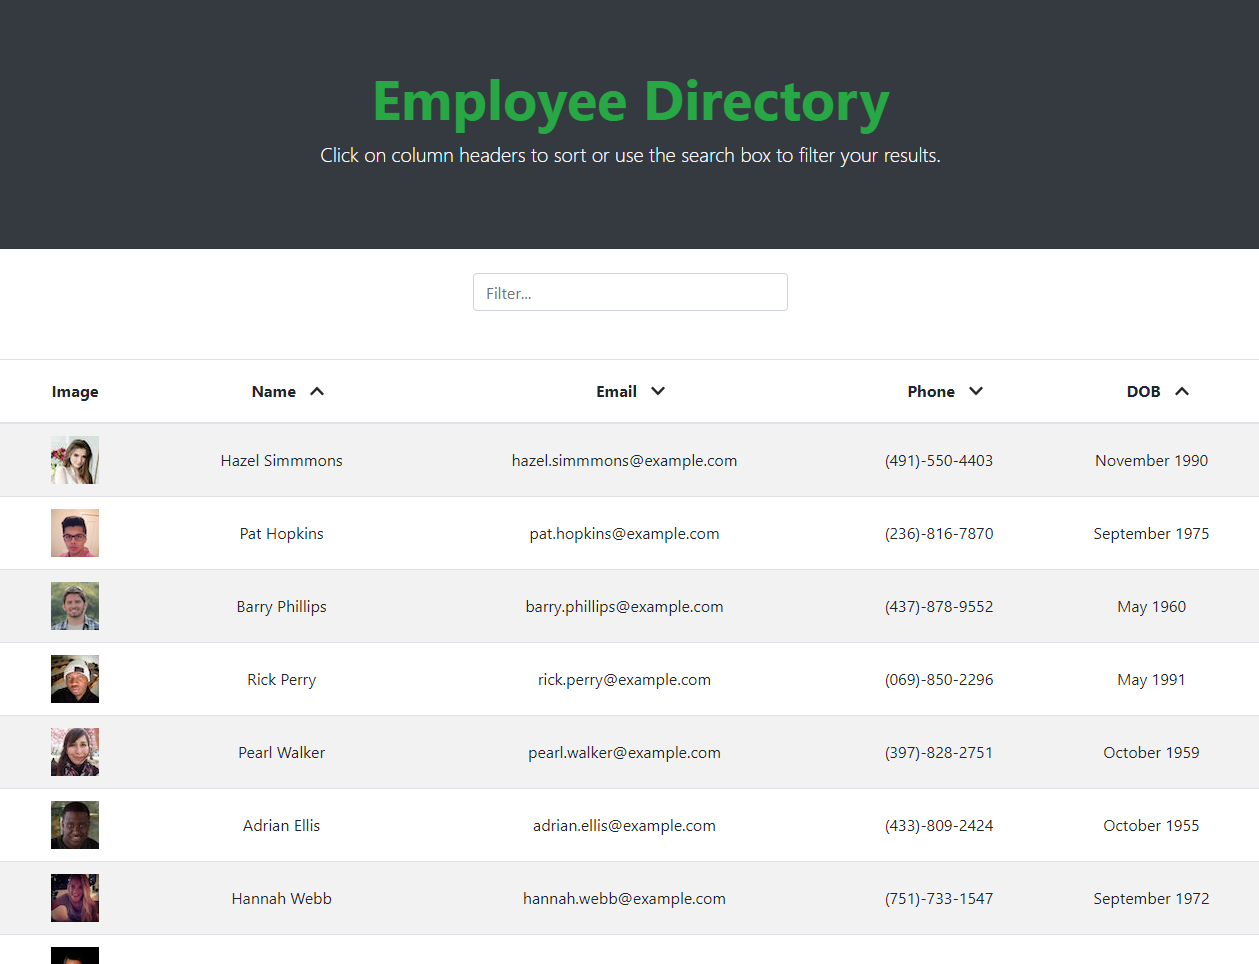 Employee Directory
Click on column headers to sort or use the search box to filter your results.
Filter...
Image Name Email Phone DOB
Hazel Simmmons hazel.simmmons@example.com (491)-550-4403 November 1990
Pat Hopkins pat.hopkins@example.com (236)-816-7870 September 1975
Barry Phillips barry.phillips@example.com (437)-878-9552 May 1960
Rick Perry rick.perry@example.com (069)-850-2296 May 1991
Pearl Walker pearl.walker@example.com (397)-828-2751 October 1959
Adrian Ellis adrian.ellis@example.com (433)-809-2424 October 1955
Hannah Webb hannah.webb@example.com (751)-733-1547 September 1972